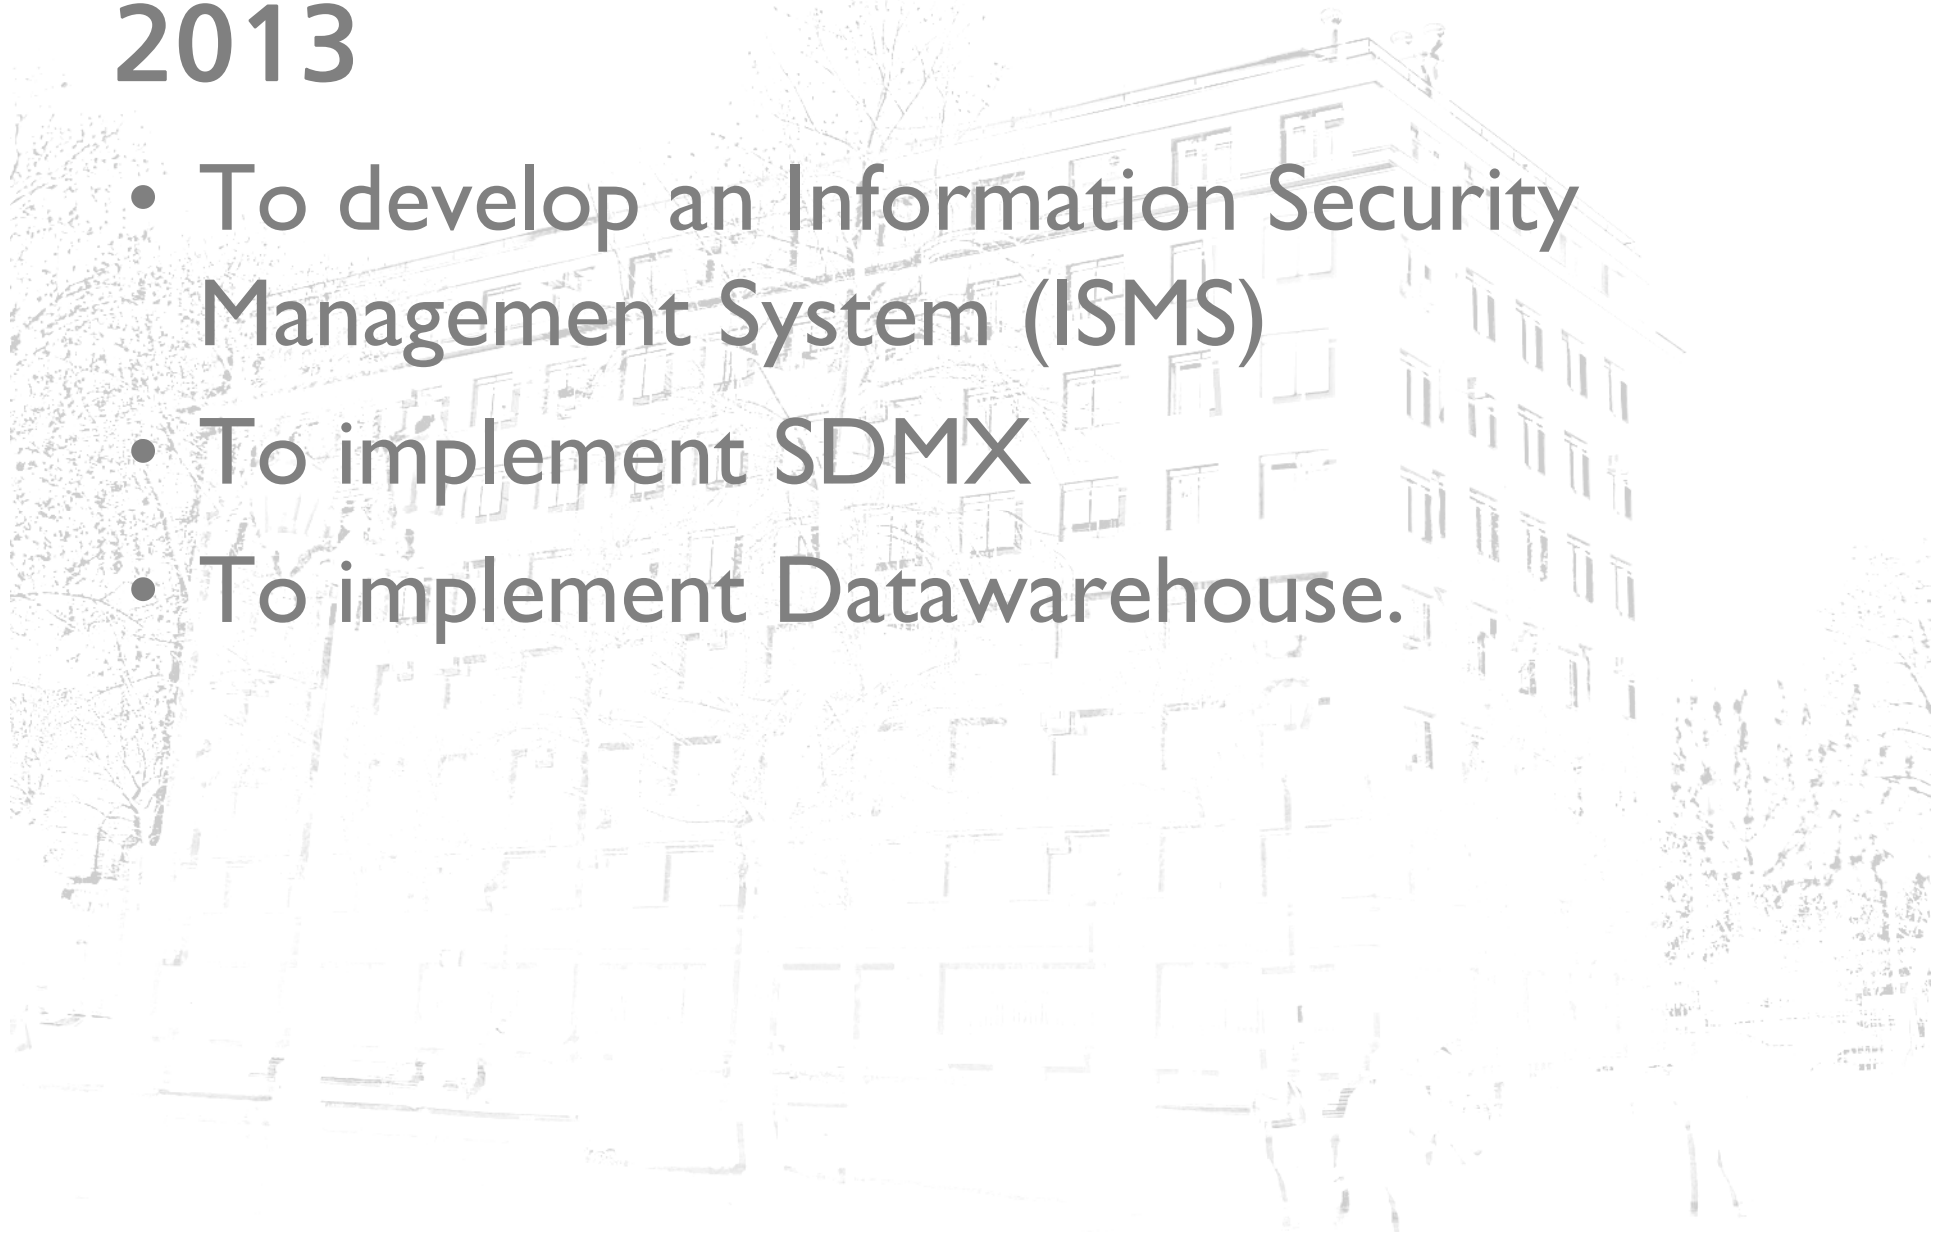 2013
• To develop an Information Security
Management System (ISMS)
• To implement SDMX
• To implement Datawarehouse.